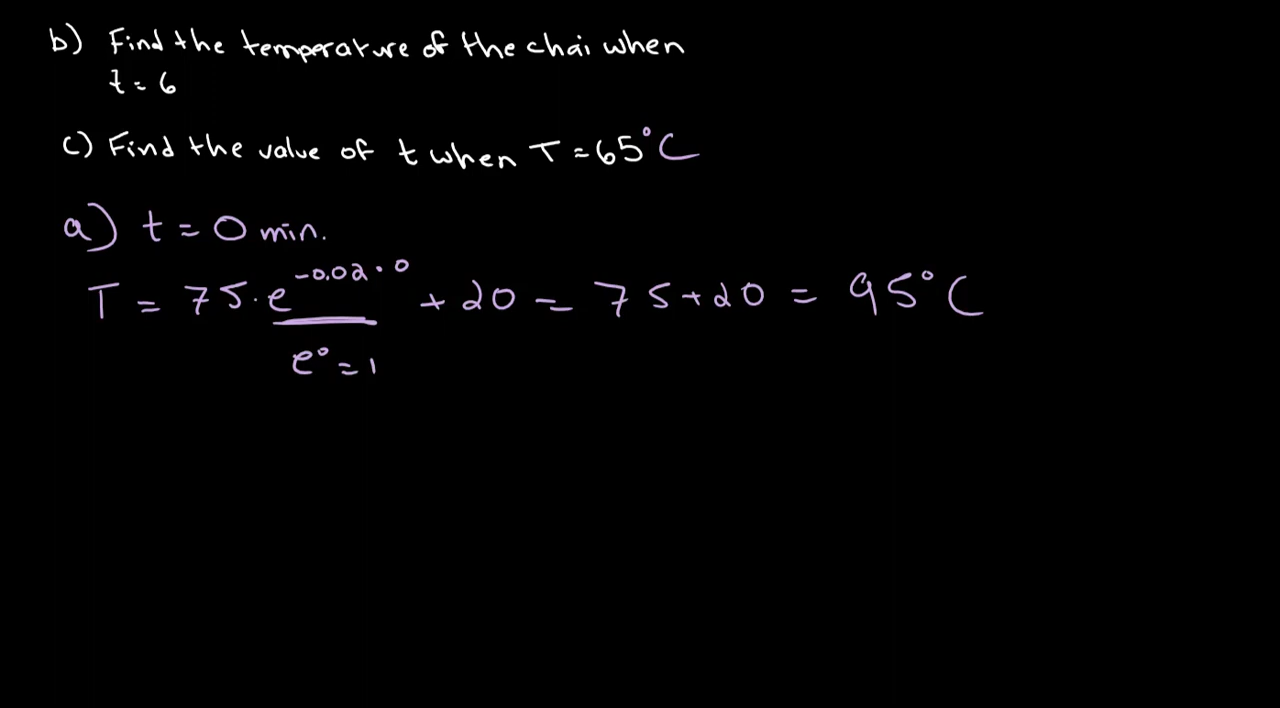 b) Find the temperature of the chai when
t = 6
c) Find the value of t when T = 65°C
a) t = 0 min.
T = 75·e^{-0.02·0} + 20 = 75 + 20 = 95°C
e° = 1